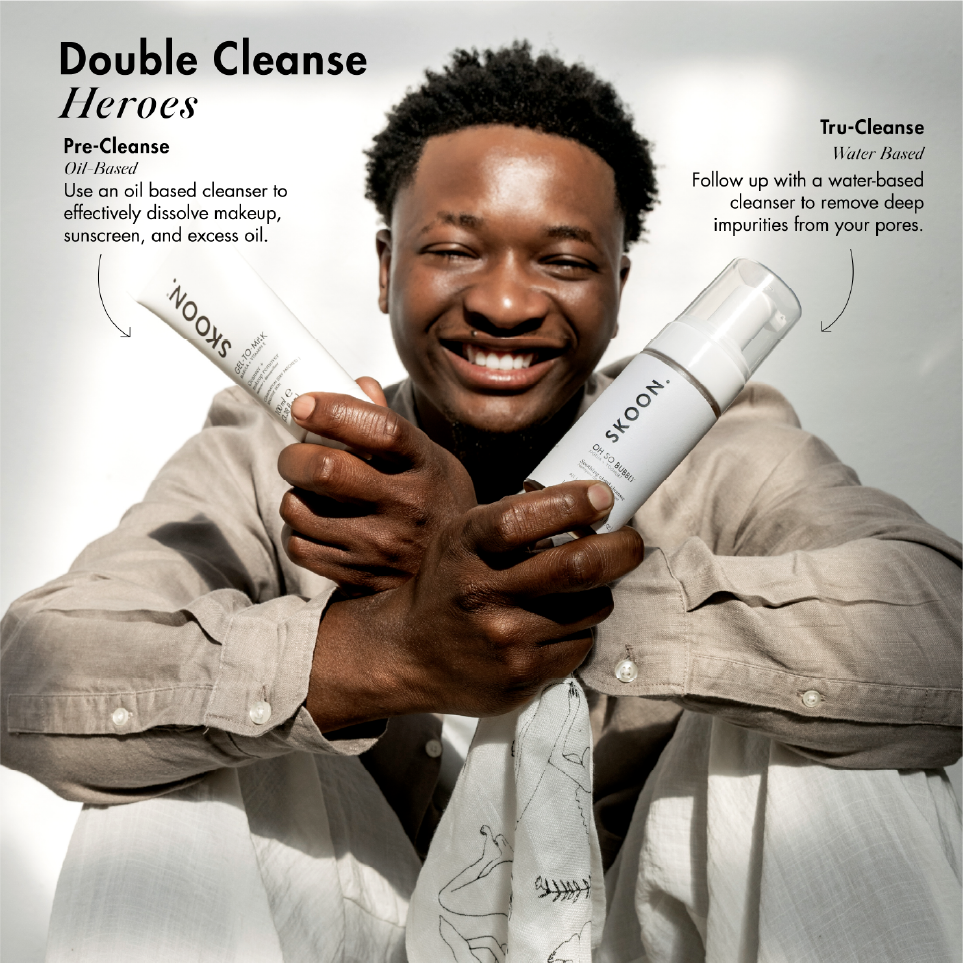 Double Cleanse
Heroes
Pre-Cleanse
Oil-Based
Use an oil based cleanser to
effectively dissolve makeup,
sunscreen, and excess oil.
Tru-Cleanse
Water Based
Follow up with a water-based
cleanser to remove deep
impurities from your pores.
SKOON.
GEL-TO-MILK
SKOON.
OH SO BUBBLY